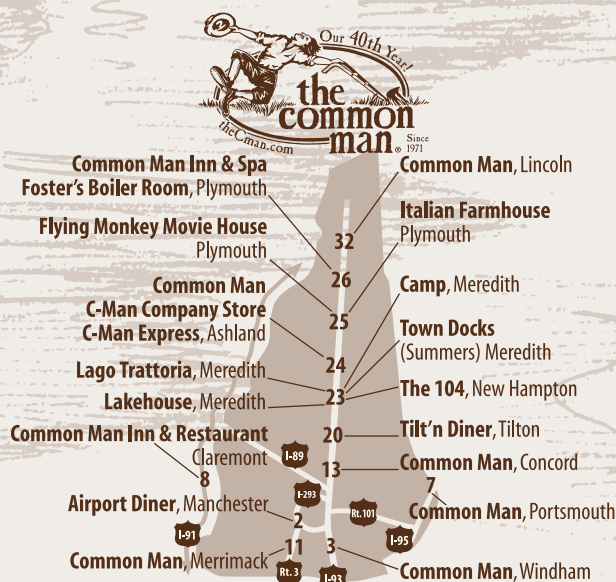 Our 40th Year!
the
common
man®
Since
1971
theCman.com
Common Man Inn & Spa
Foster's Boiler Room, Plymouth
Flying Monkey Movie House
Plymouth
Common Man
C-Man Company Store
C-Man Express, Ashland
Lago Trattoria, Meredith
Lakehouse, Meredith
Common Man Inn & Restaurant
Claremont
8
Airport Diner, Manchester
I-91
Common Man, Merrimack
32
26
25
24
23
20
13
I-89
I-293
2
11
3
Rt. 3
I-93
Rt. 101
I-95
7
Common Man, Lincoln
Italian Farmhouse
Plymouth
Camp, Meredith
Town Docks
(Summers) Meredith
The 104, New Hampton
Tilt'n Diner, Tilton
Common Man, Concord
Common Man, Portsmouth
Common Man, Windham